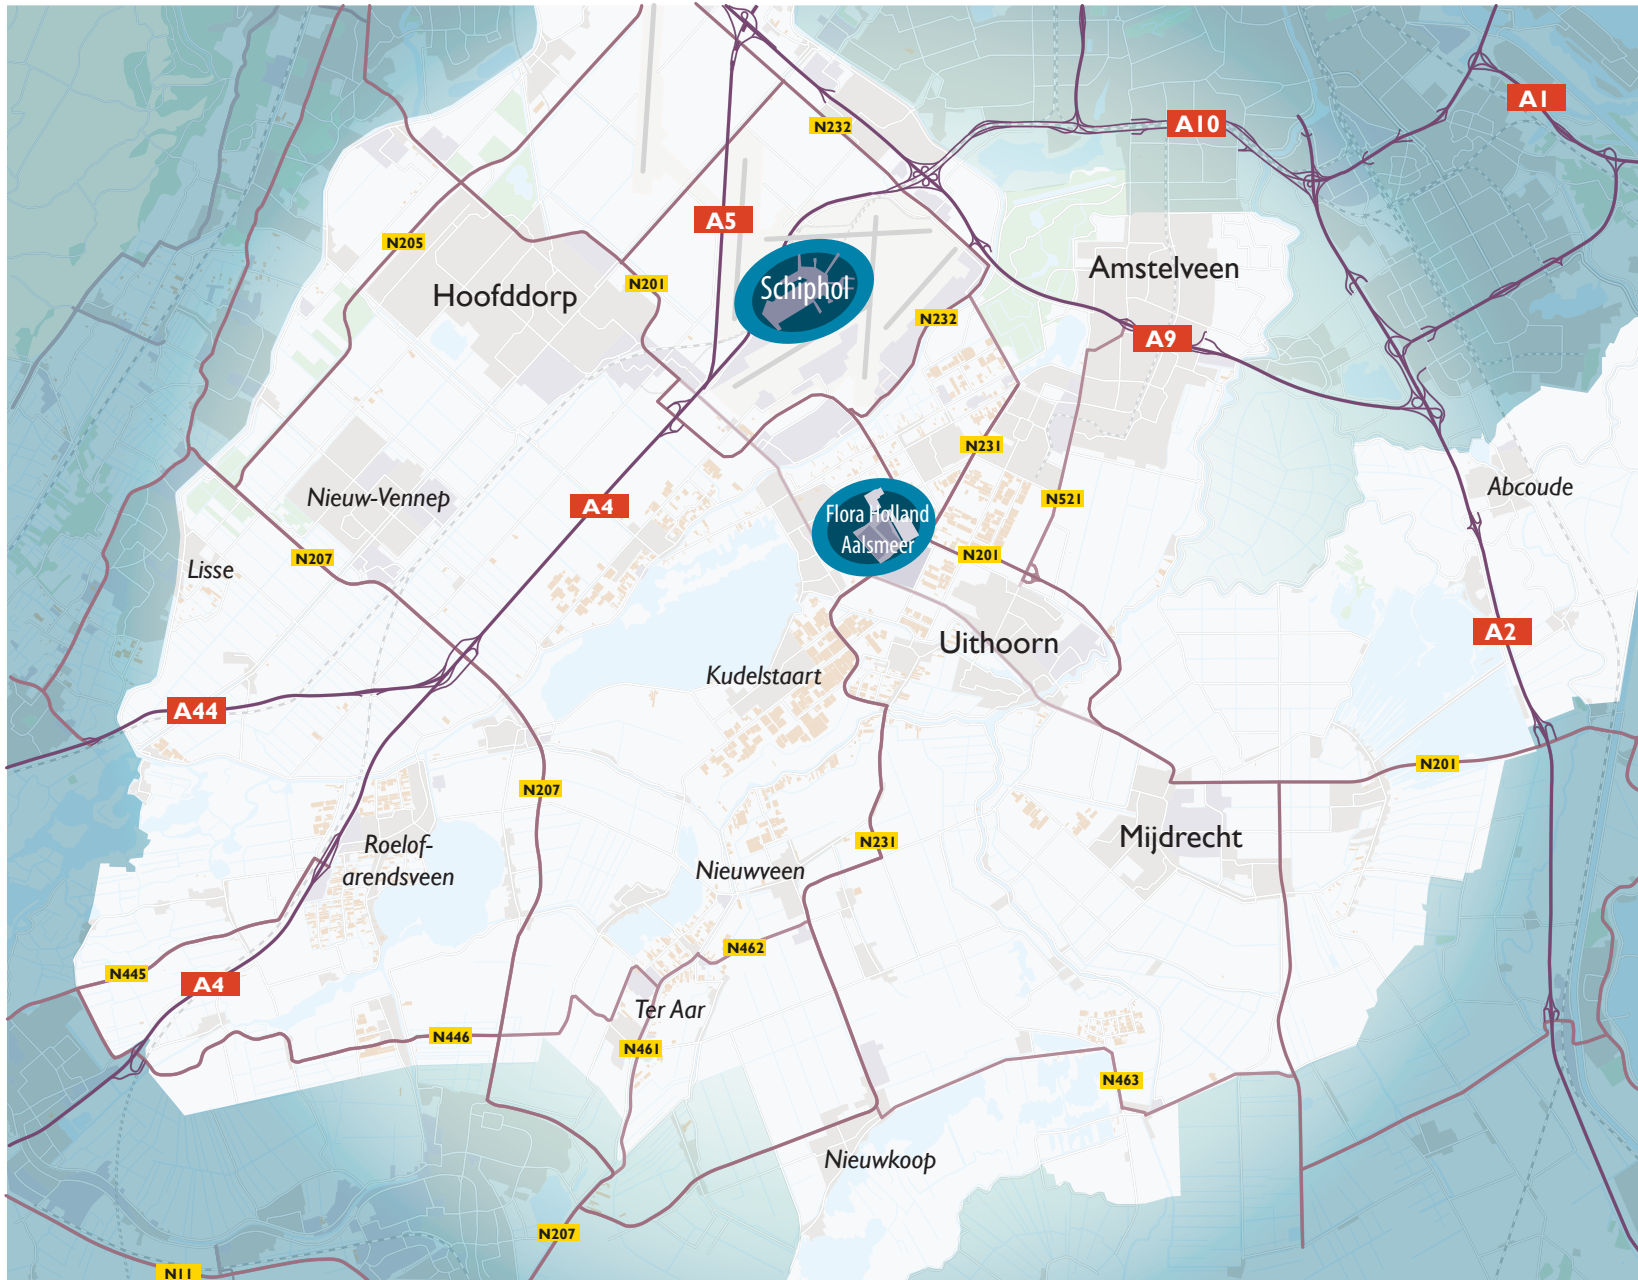 A1
A10
N232
A5
N205
Amstelveen
N201
Schiphol
Hoofddorp
N232
A9
N231
Abcoude
Nieuw-Vennep
N521
A4
Flora Holland
Aalsmeer
N207
N201
Lisse
A2
Uithoorn
Kudelstaart
A44
N201
N207
Mijdrecht
N231
Roelof-
arendsveen
Nieuwveen
N462
N445
A4
Ter Aar
N446
N461
N463
Nieuwkoop
N207
N11